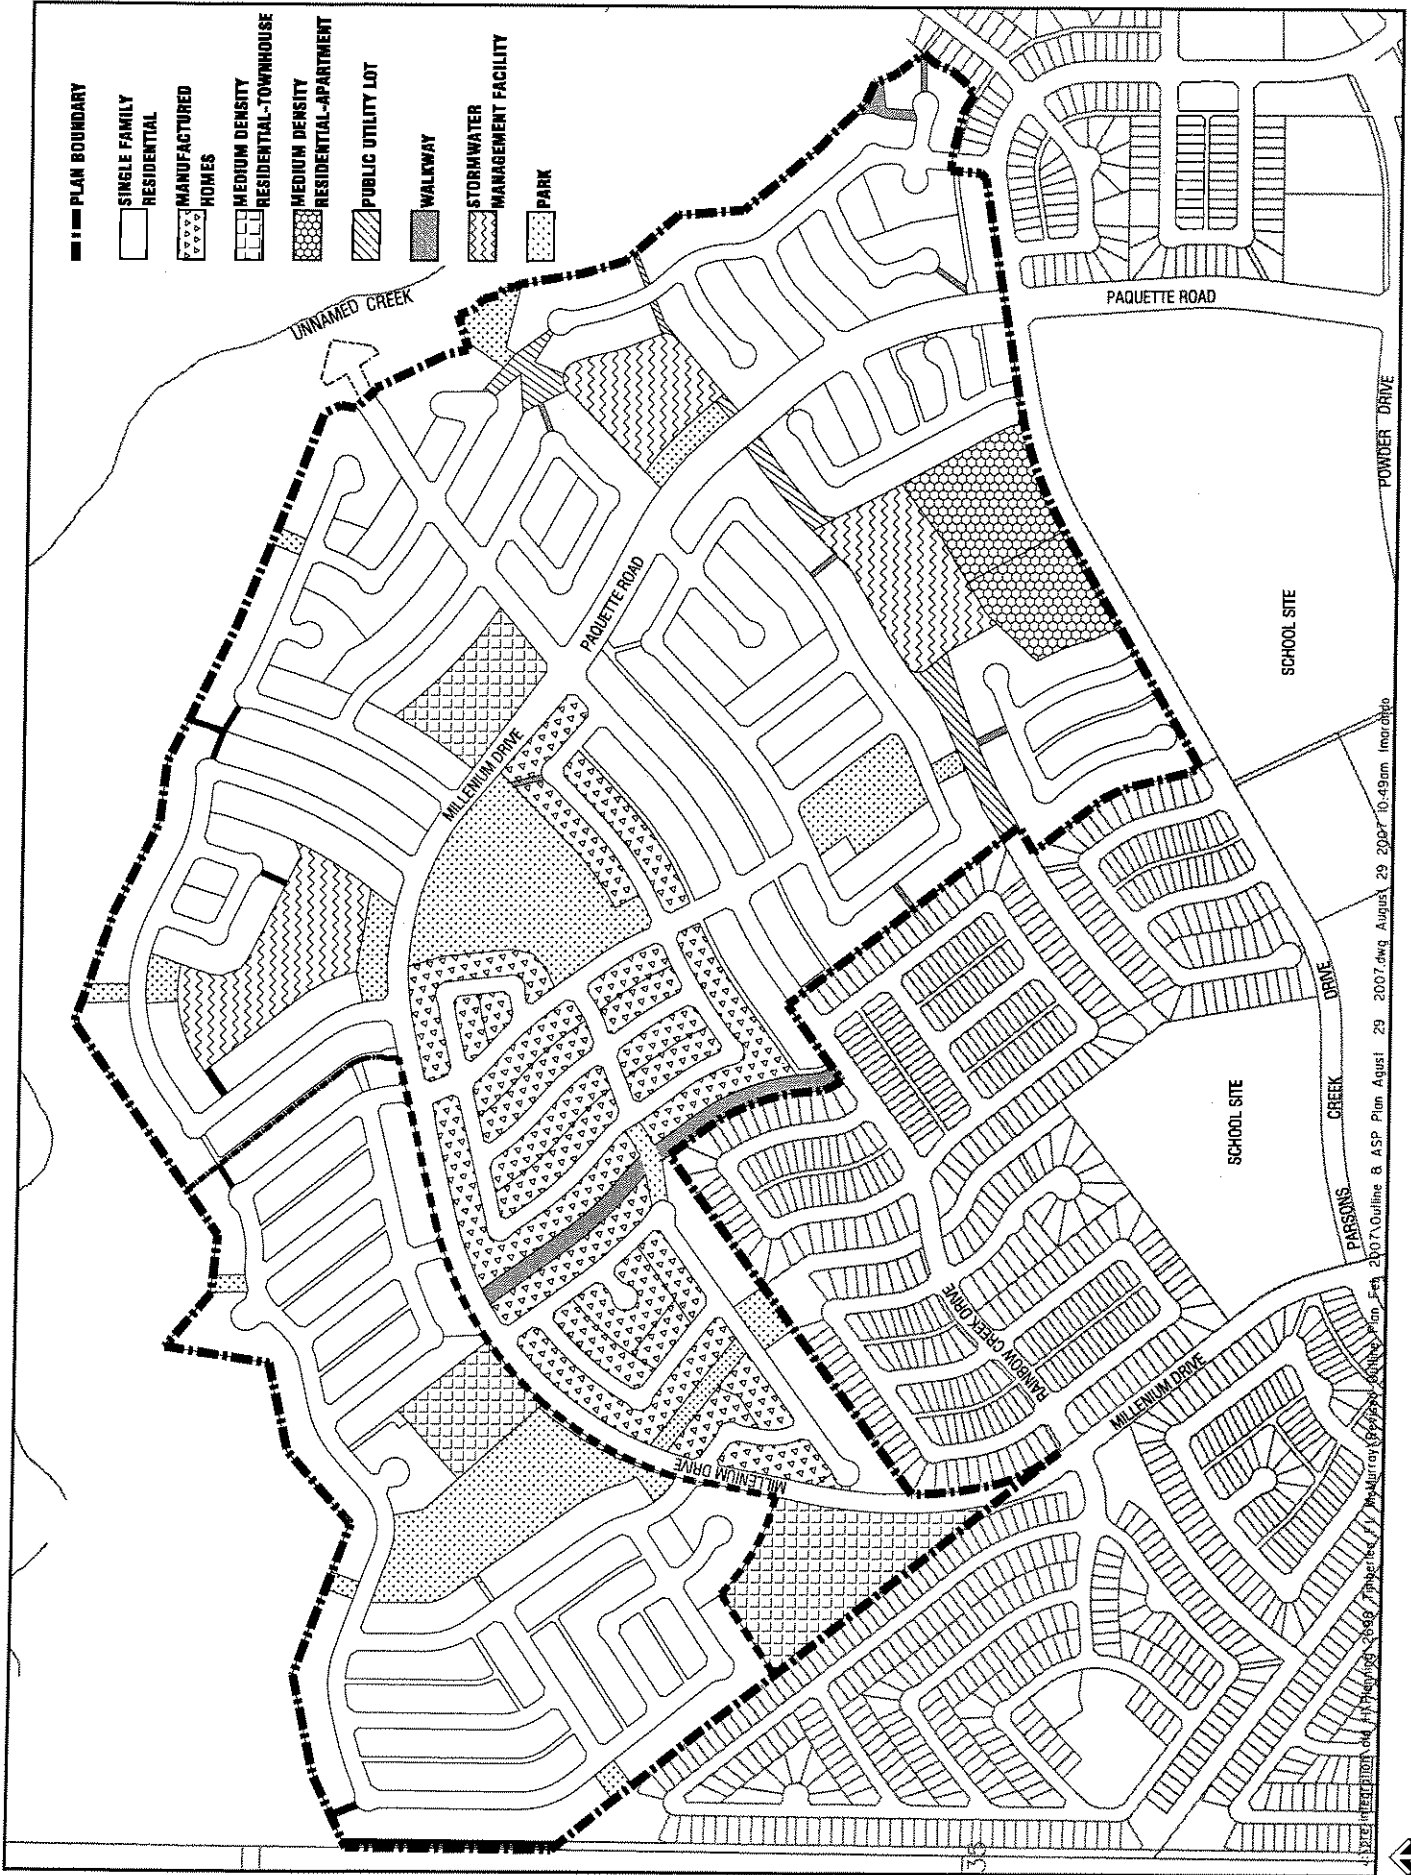 PLAN BOUNDARY
SINGLE FAMILY
RESIDENTIAL
MANUFACTURED
HOMES
MEDIUM DENSITY
RESIDENTIAL-TOWNHOUSE
MEDIUM DENSITY
RESIDENTIAL-APARTMENT
PUBLIC UTILITY LOT
WALKWAY
STORMWATER
MANAGEMENT FACILITY
PARK
UNNAMED CREEK
PAQUETTE ROAD
PAQUETTE ROAD
POWDER DRIVE
MILLENIUM DRIVE
SCHOOL SITE
SCHOOL SITE
PARSONS CREEK DRIVE
RAINBOW CREEK DRIVE
MILLENIUM DRIVE
MILLENIUM DRIVE
36
2007\Outline & ASP Plan Agust 29 2007.dwg August 29 2007 10:49am